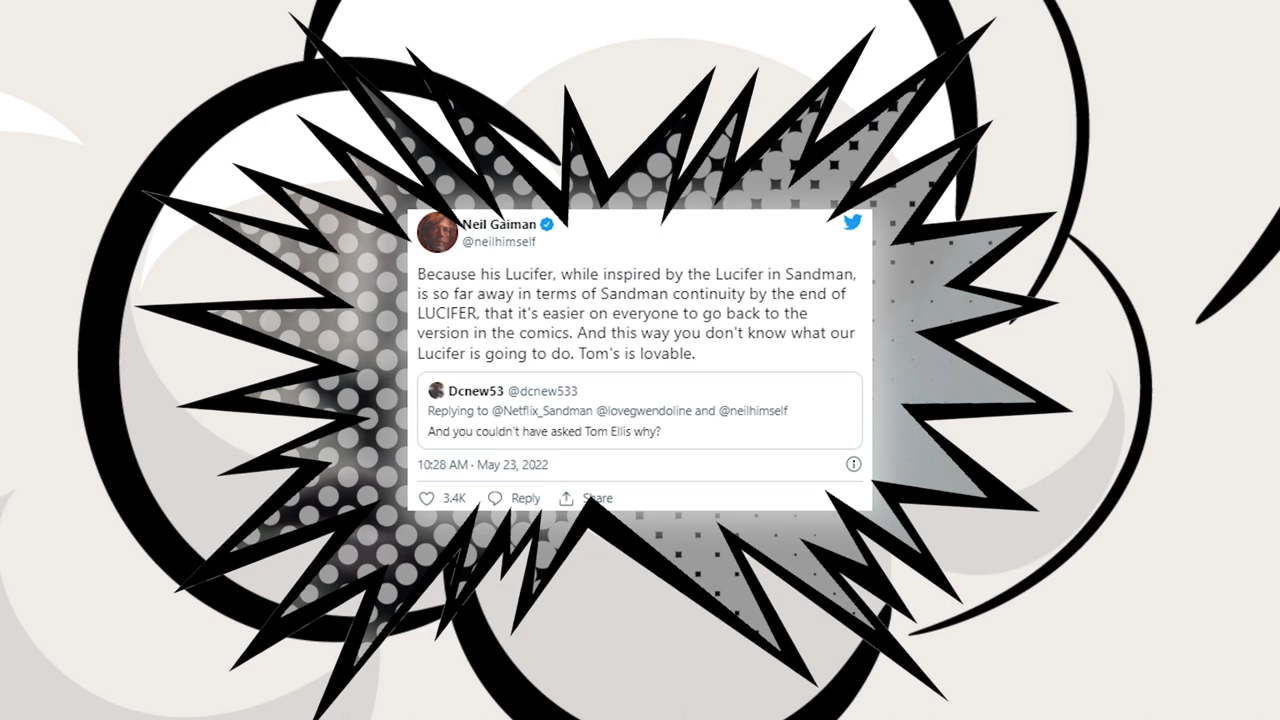 Neil Gaiman
@neilhimself
Because his Lucifer, while inspired by the Lucifer in Sandman,
is so far away in terms of Sandman continuity by the end of
LUCIFER, that it's easier on everyone to go back to the
version in the comics. And this way you don't know what our
Lucifer is going to do. Tom's is lovable.
Dcnew53 @dcnew533
Replying to @Netflix_Sandman @lovegwendoline and @neilhimself
And you couldn't have asked Tom Ellis why?
10:28 AM · May 23, 2022
3.4K Reply Share